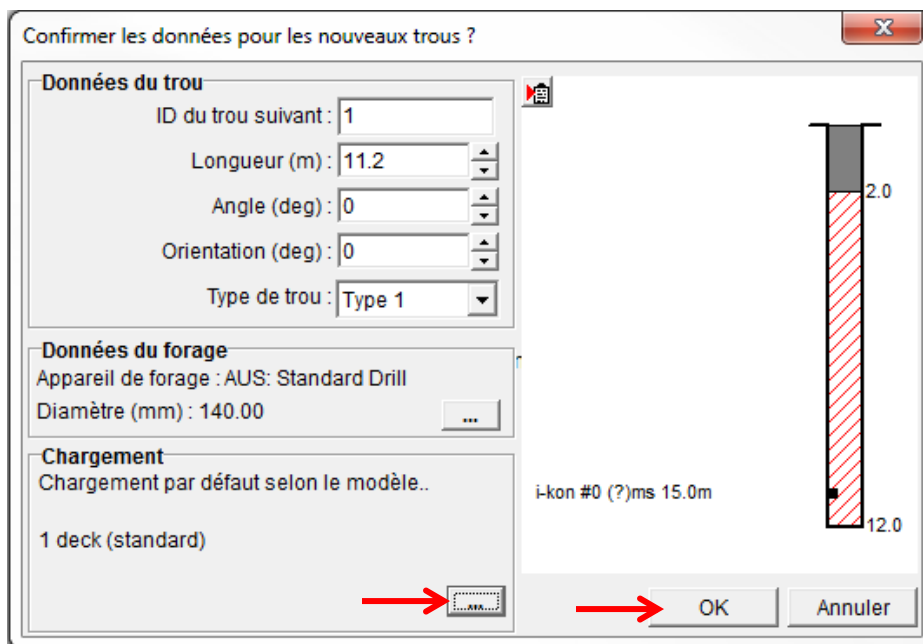 Confirmer les données pour les nouveaux trous ?
Données du trou
ID du trou suivant : 1
Longueur (m) : 11.2
Angle (deg) : 0
Orientation (deg) : 0
Type de trou : Type 1
Données du forage
Appareil de forage : AUS: Standard Drill
Diamètre (mm) : 140.00
...
Chargement
Chargement par défaut selon le modèle..
1 deck (standard)
...
2.0
i-kon #0 (?)ms 15.0m
12.0
OK
Annuler